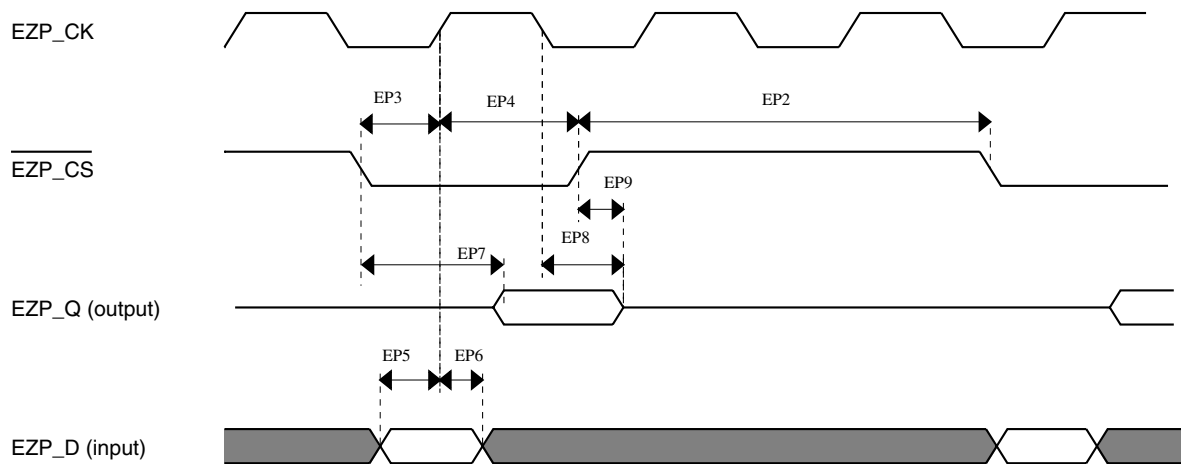 EZP_CK
EP3
EP4
EP2
EZP_CS
EP9
EP8
EP7
EZP_Q (output)
EP5
EP6
EZP_D (input)